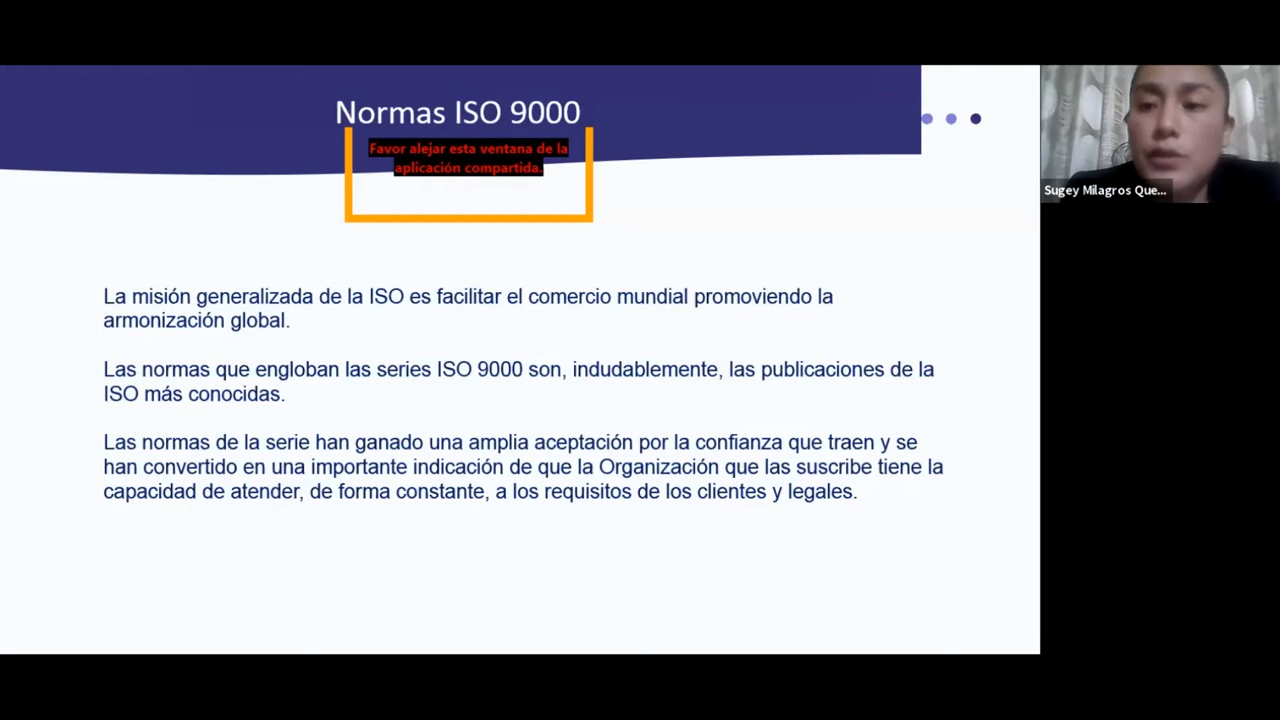 Normas ISO 9000
Favor alejar esta ventana de la
aplicación compartida.
Sugey Milagros Que...
La misión generalizada de la ISO es facilitar el comercio mundial promoviendo la
armonización global.
Las normas que engloban las series ISO 9000 son, indudablemente, las publicaciones de la
ISO más conocidas.
Las normas de la serie han ganado una amplia aceptación por la confianza que traen y se
han convertido en una importante indicación de que la Organización que las suscribe tiene la
capacidad de atender, de forma constante, a los requisitos de los clientes y legales.